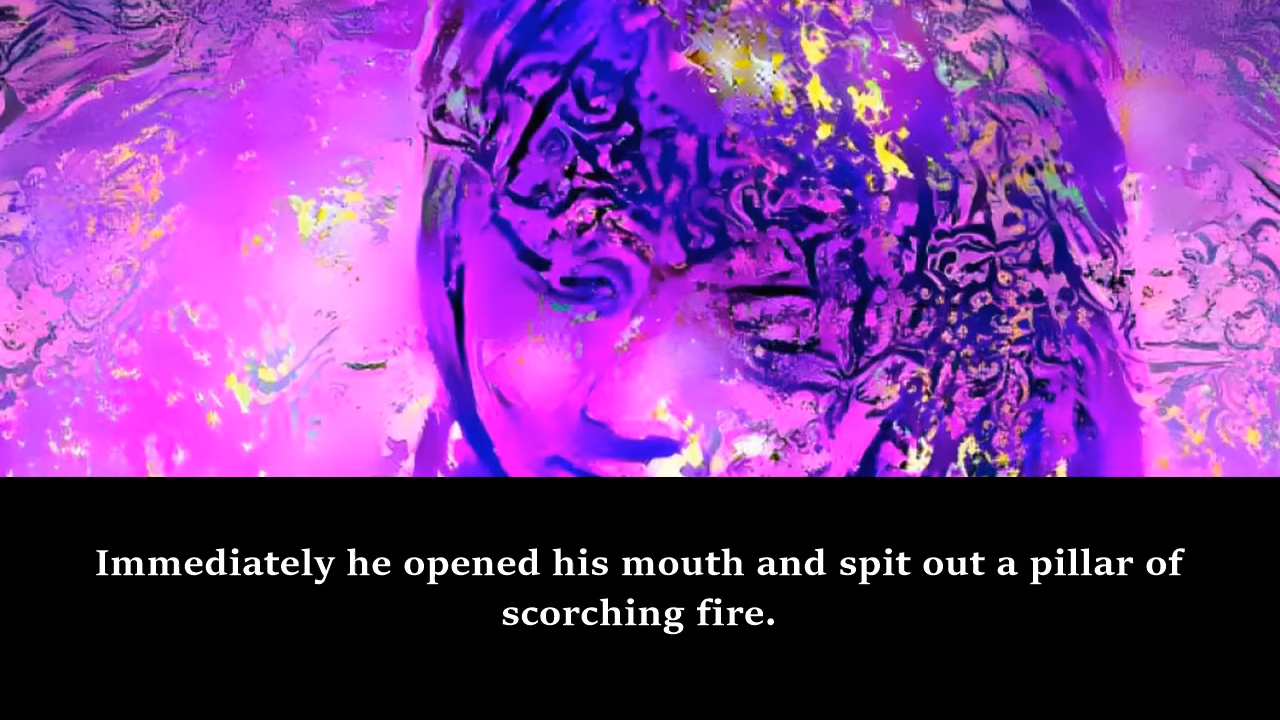 Immediately he opened his mouth and spit out a pillar of
scorching fire.